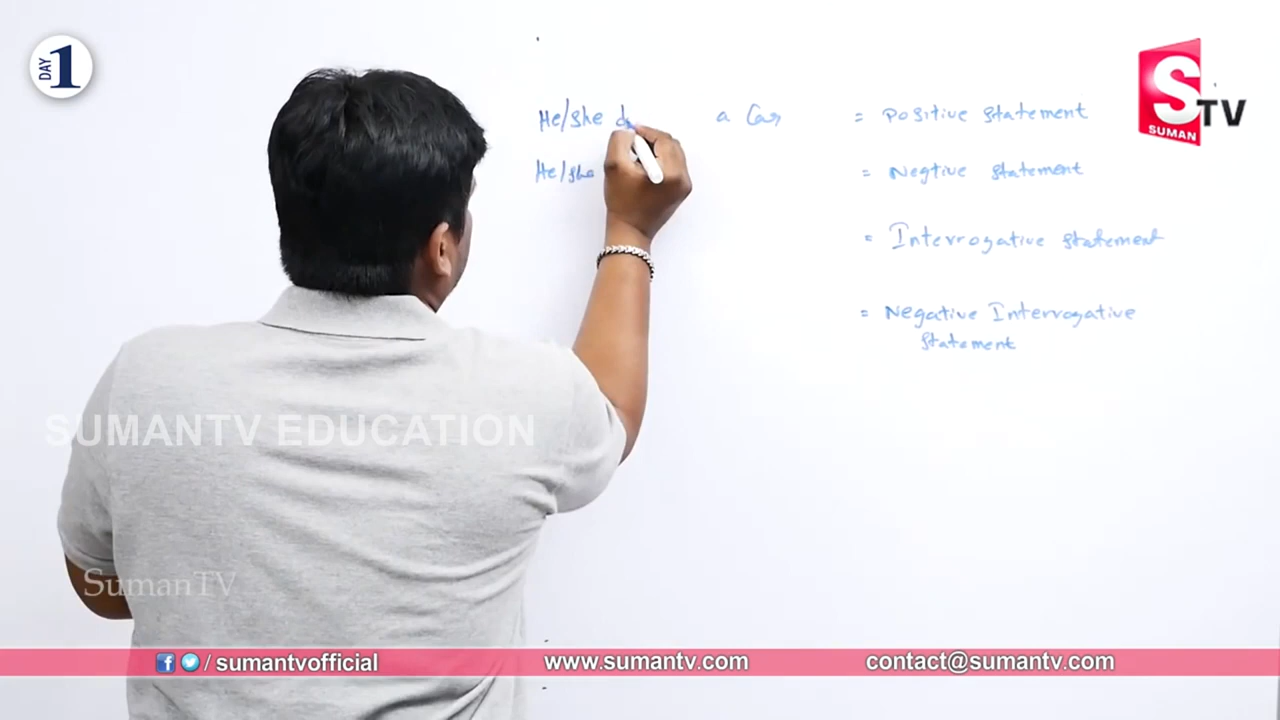 DAY 1
S TV
SUMAN
He/she d a Car = Positive statement
He/she = Negtive statement
= Interrogative statement
= Negative Interrogative
statement
SUMANTV EDUCATION
SumanTV
f / sumantvofficial www.sumantv.com contact@sumantv.com